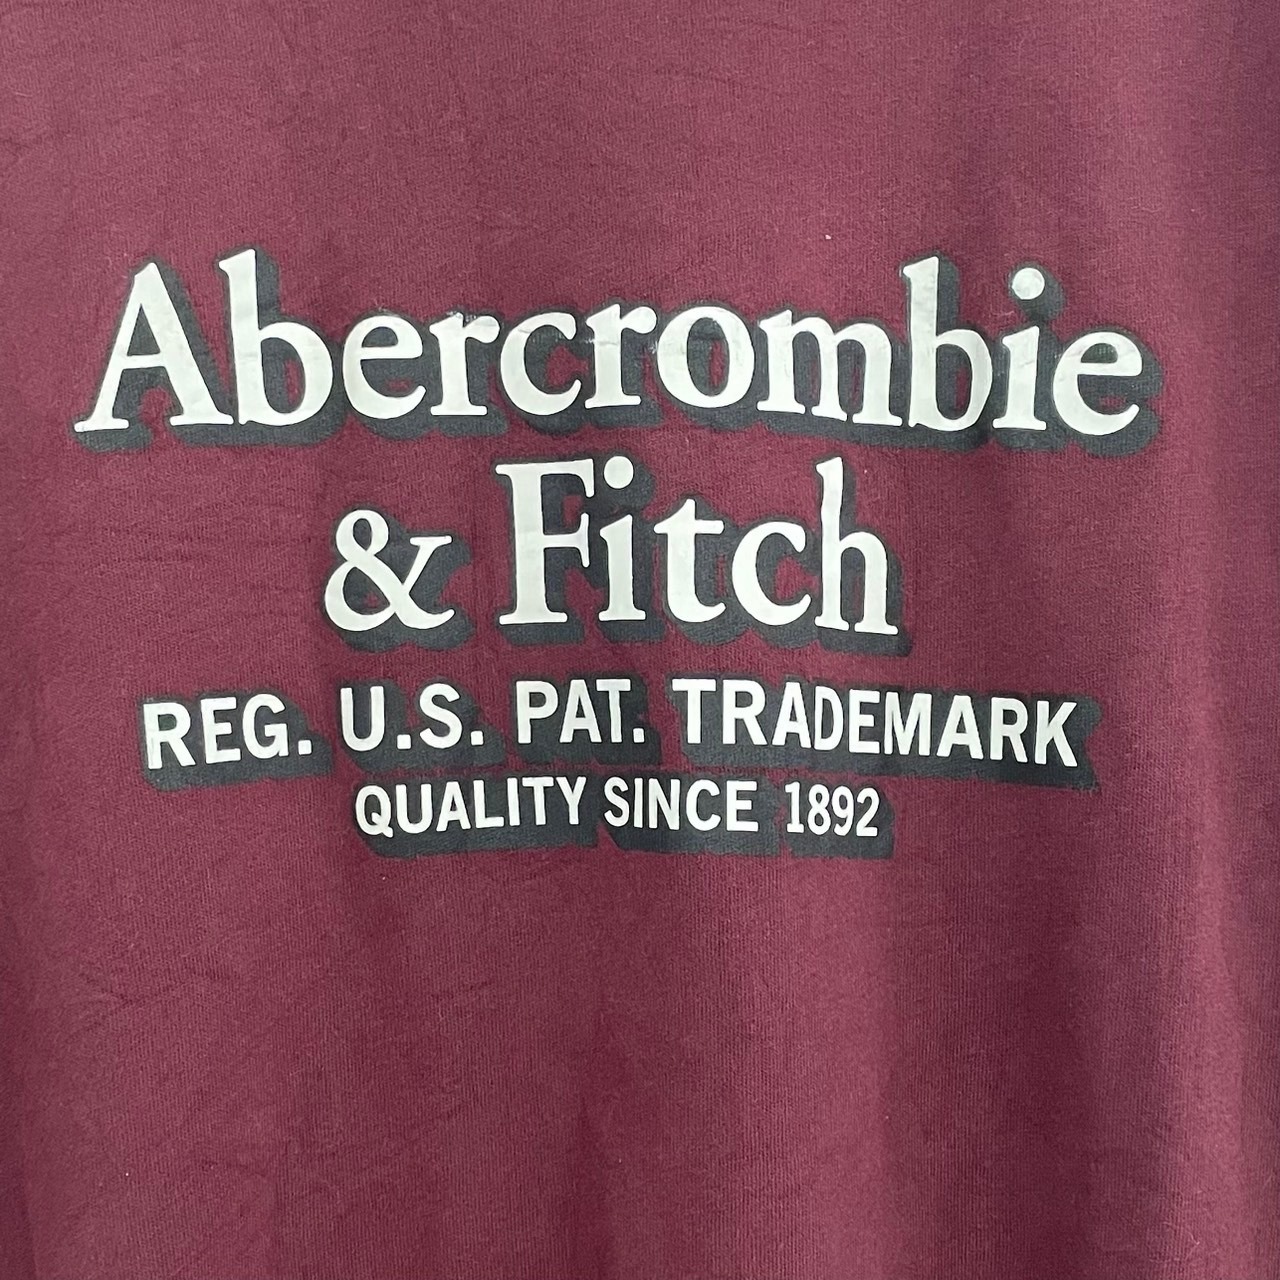 Abercrombie
& Fitch
REG. U.S. PAT. TRADEMARK
QUALITY SINCE 1892